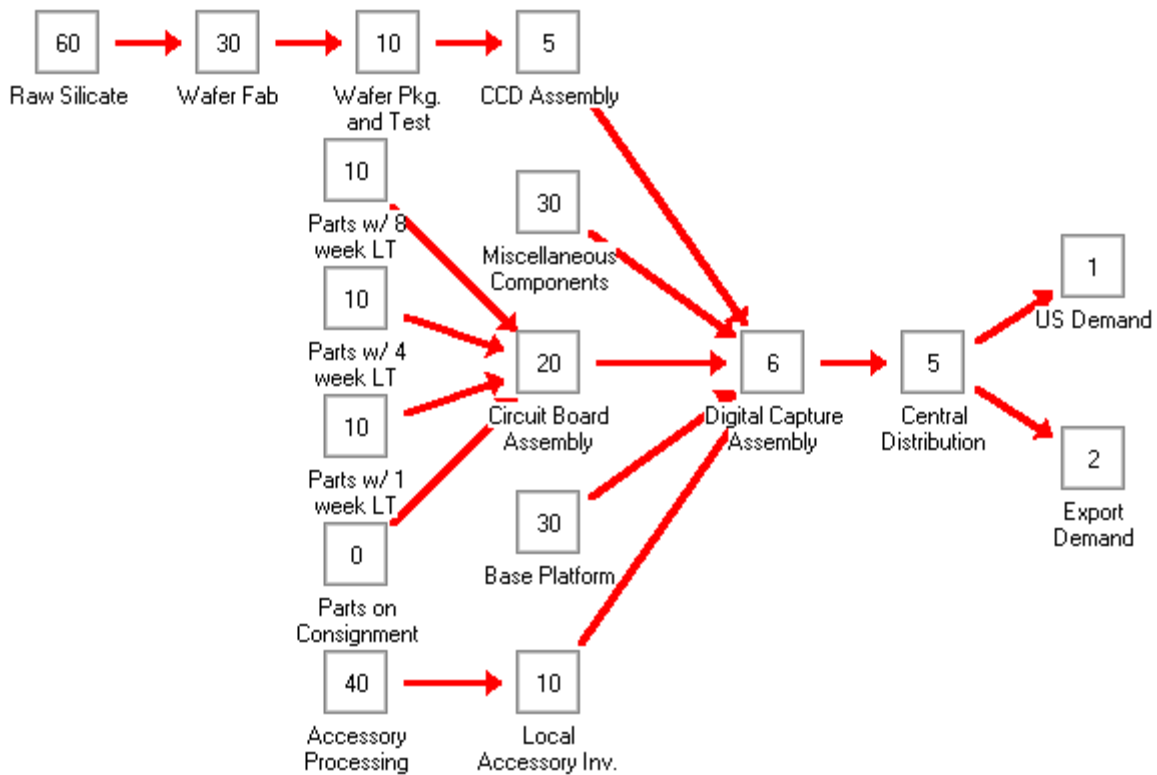 60
30
10
5
Raw Silicate
Wafer Fab
Wafer Pkg.
and Test
CCD Assembly
10
Parts w/ 8
week LT
30
Miscellaneous
Components
1
US Demand
10
Parts w/ 4
week LT
20
Circuit Board
Assembly
6
Digital Capture
Assembly
5
Central
Distribution
10
Parts w/ 1
week LT
2
Export
Demand
30
Base Platform
0
Parts on
Consignment
40
Accessory
Processing
10
Local
Accessory Inv.